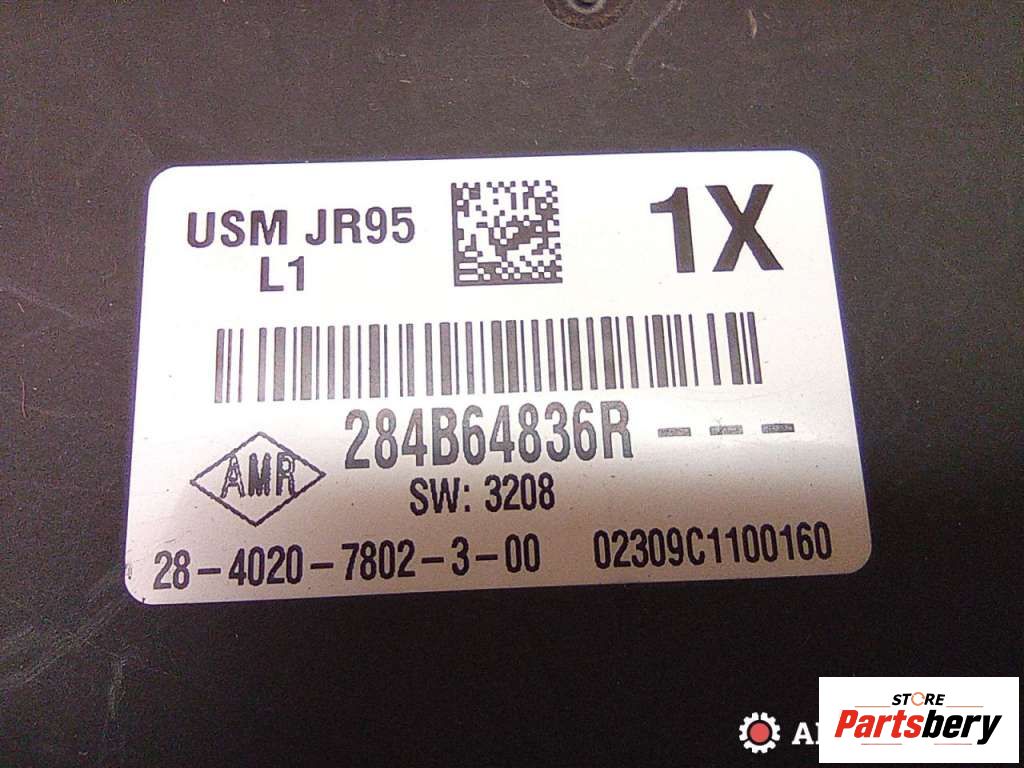 USM JR95 1X
L1
284B64836R - - -
AMR
SW: 3208
28-4020-7802-3-00 02309C1100160
STORE
Partsbery